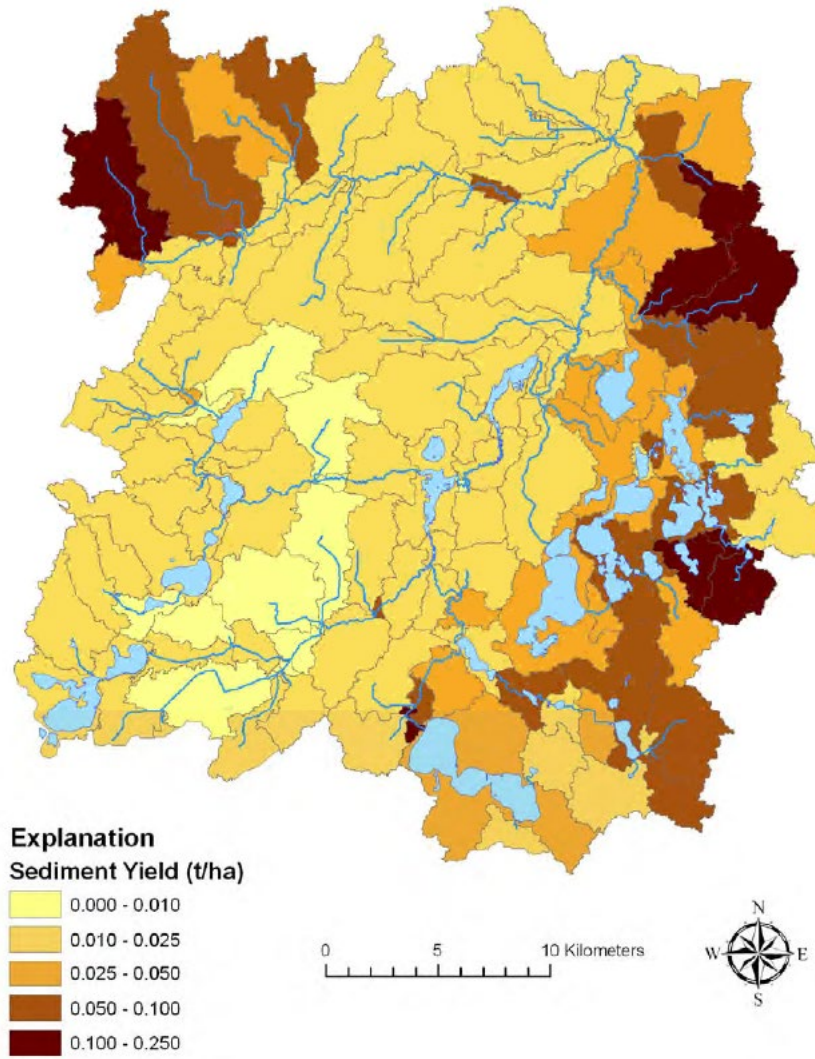 Explanation
Sediment Yield (t/ha)
0.000 - 0.010
0.010 - 0.025
0.025 - 0.050
0.050 - 0.100
0.100 - 0.250
0 5 10 Kilometers
N
W E
S